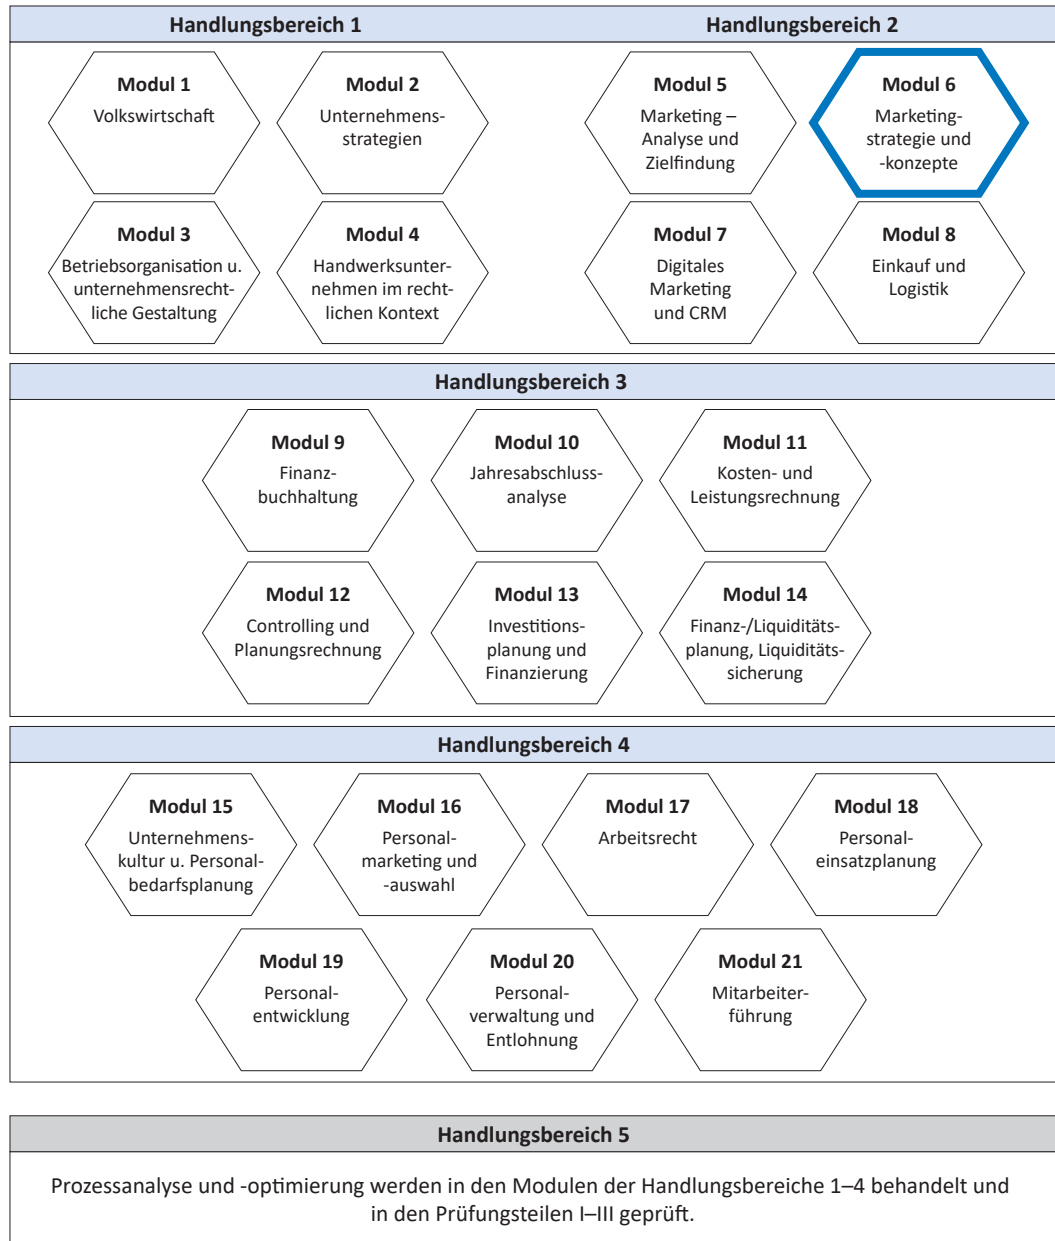 Handlungsbereich 1
Modul 1
Volkswirtschaft
Modul 2
Unternehmens-
strategien
Modul 3
Betriebsorganisation u.
unternehmensrecht-
liche Gestaltung
Modul 4
Handwerksunter-
nehmen im recht-
lichen Kontext
Handlungsbereich 2
Modul 5
Marketing –
Analyse und
Zielfindung
Modul 6
Marketing-
strategie und
-konzepte
Modul 7
Digitales
Marketing
und CRM
Modul 8
Einkauf und
Logistik
Handlungsbereich 3
Modul 9
Finanz-
buchhaltung
Modul 10
Jahresabschluss-
analyse
Modul 11
Kosten- und
Leistungsrechnung
Modul 12
Controlling und
Planungsrechnung
Modul 13
Investitions-
planung und
Finanzierung
Modul 14
Finanz-/Liquiditäts-
planung, Liquiditäts-
sicherung
Handlungsbereich 4
Modul 15
Unternehmens-
kultur u. Personal-
bedarfsplanung
Modul 16
Personal-
marketing und
-auswahl
Modul 17
Arbeitsrecht
Modul 18
Personal-
einsatzplanung
Modul 19
Personal-
entwicklung
Modul 20
Personal-
verwaltung und
Entlohnung
Modul 21
Mitarbeiter-
führung
Handlungsbereich 5
Prozessanalyse und -optimierung werden in den Modulen der Handlungsbereiche 1–4 behandelt und
in den Prüfungsteilen I–III geprüft.